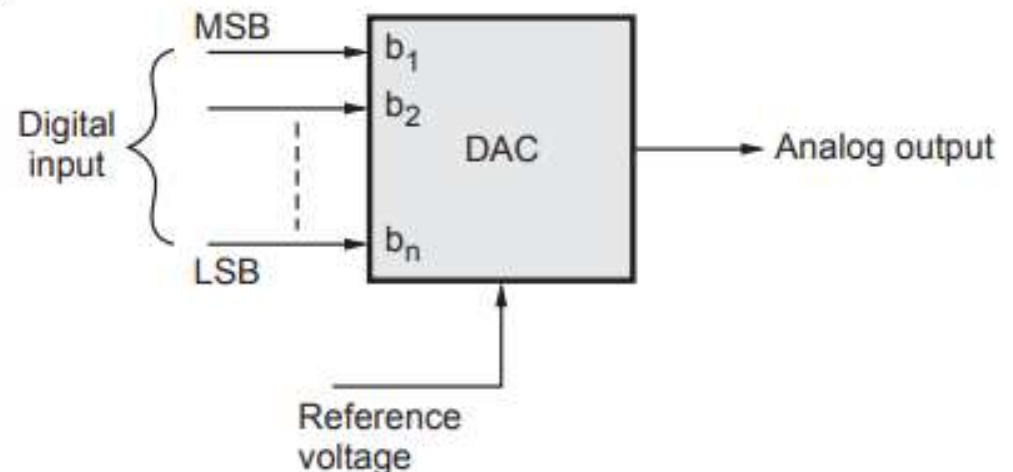 MSB
b₁
Digital
input
b₂
DAC
Analog output
bₙ
LSB
Reference
voltage